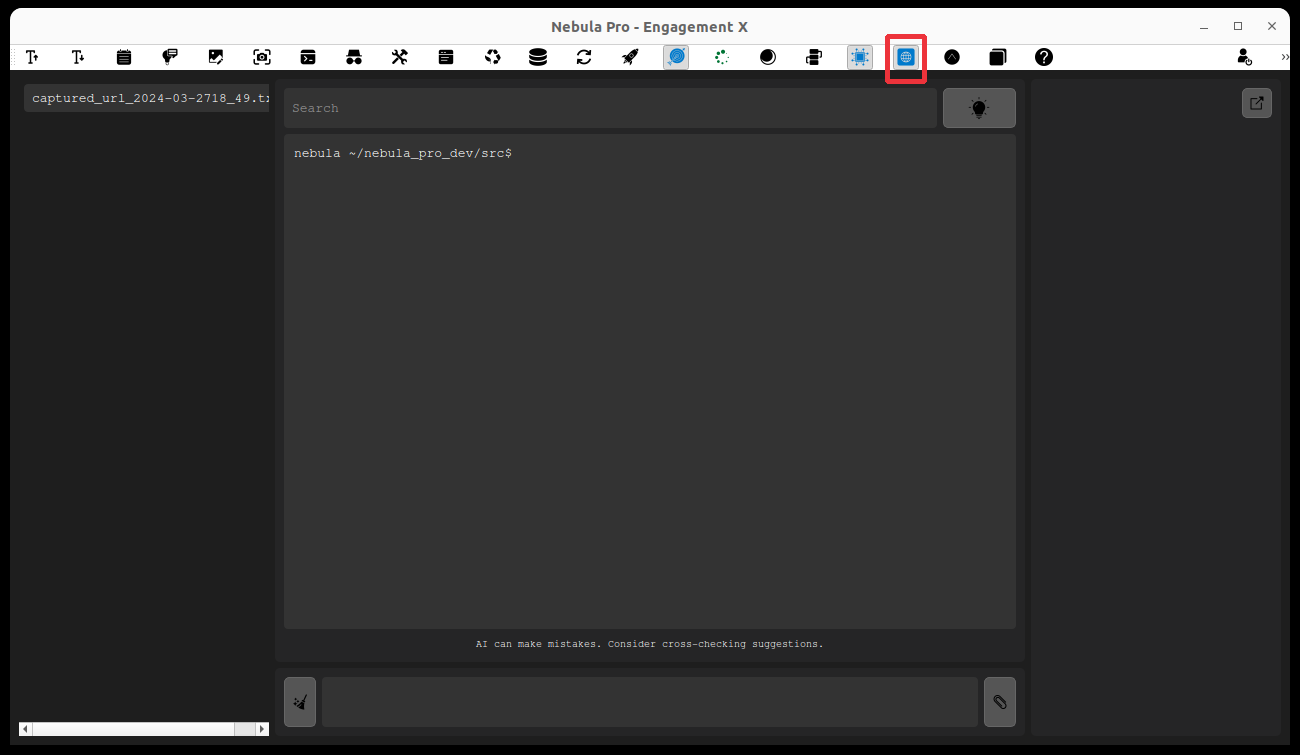 Nebula Pro - Engagement X
captured_url_2024-03-2718_49.tx
Search
nebula ~/nebula_pro_dev/src$
AI can make mistakes. Consider cross-checking suggestions.